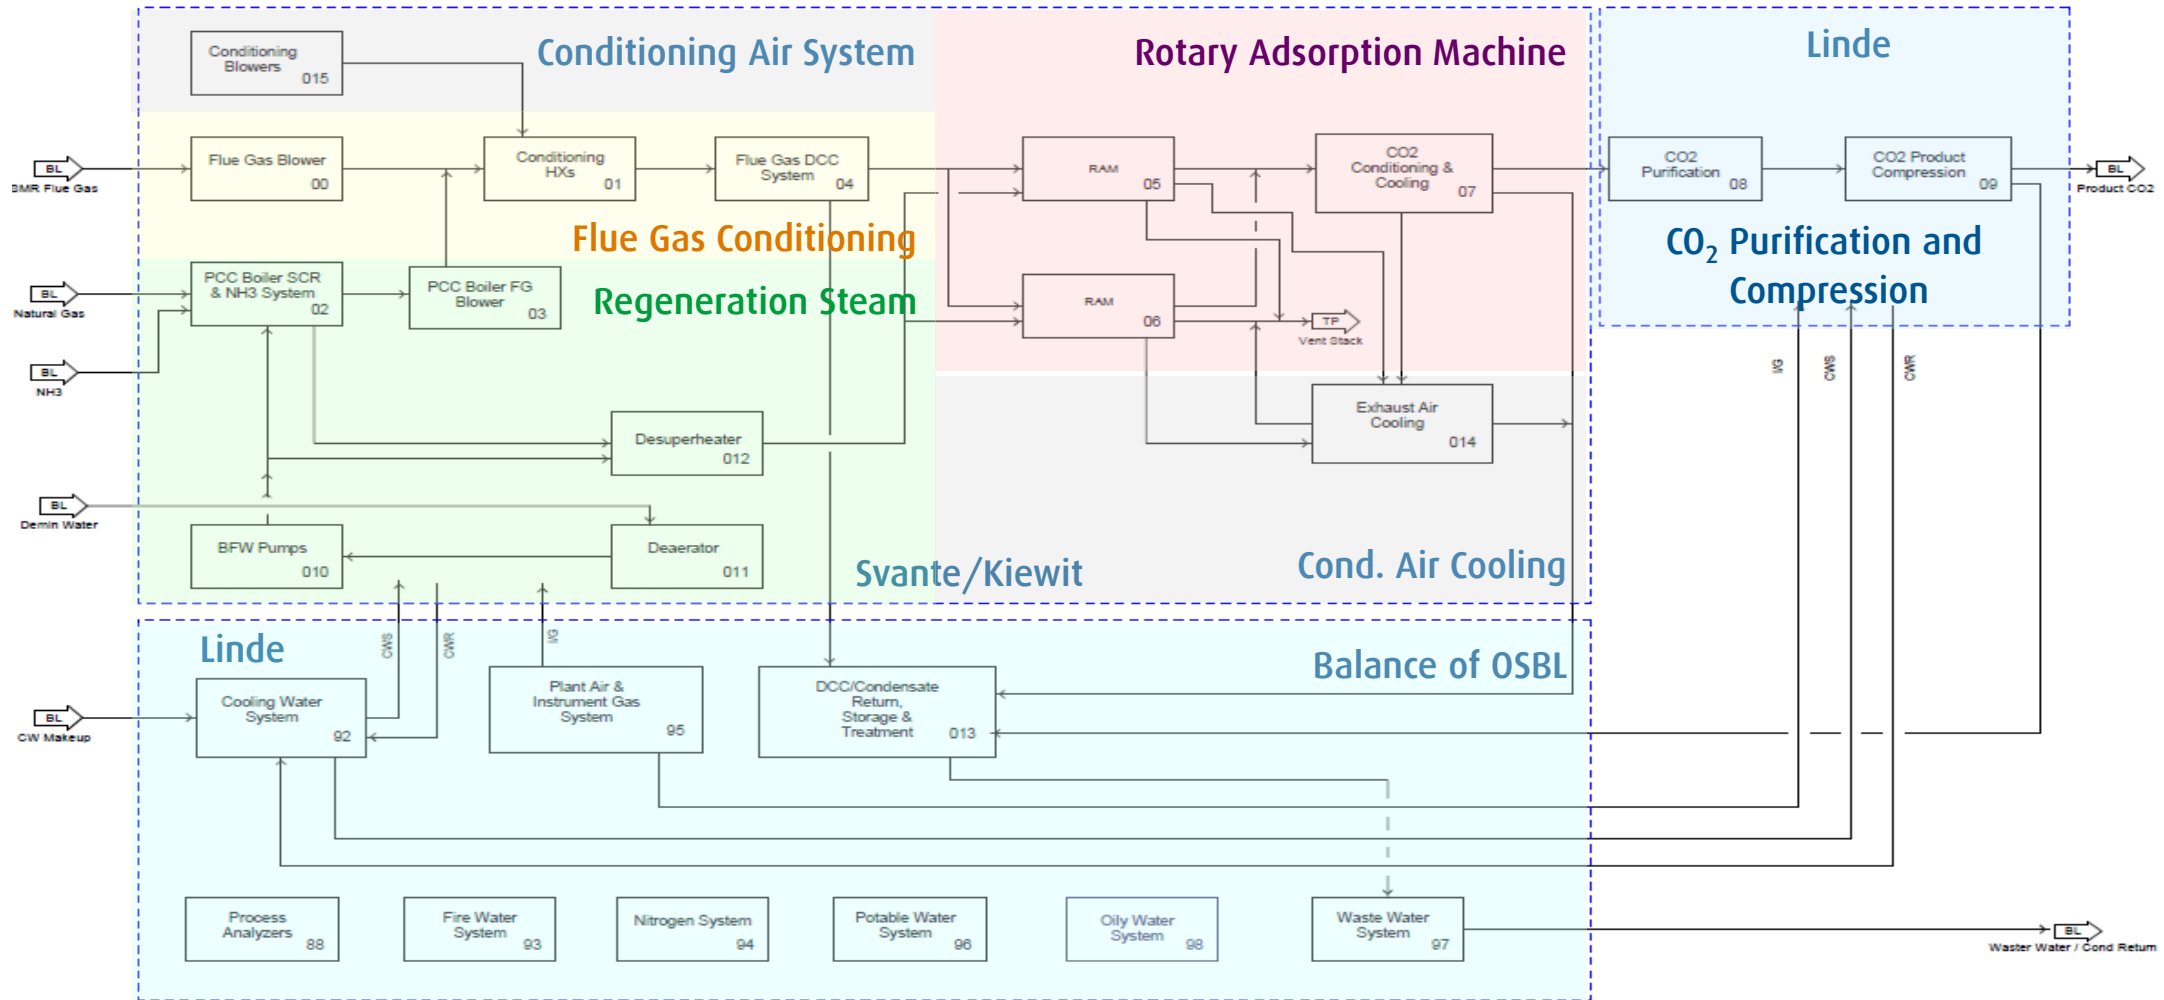 Conditioning
Blowers
015
Conditioning Air System
Rotary Adsorption Machine
Linde
BL
SMR Flue Gas
Flue Gas Blower
00
Conditioning
HXs
01
Flue Gas DCC
System
04
RAM
05
CO2
Conditioning &
Cooling
07
CO2
Purification
08
CO2 Product
Compression
09
BL
Product CO2
Flue Gas Conditioning
CO2 Purification and
Compression
BL
Natural Gas
PCC Boiler SCR
& NH3 System
02
PCC Boiler FG
Blower
03
Regeneration Steam
RAM
06
TP
Vent Stack
BL
NH3
I/G
CWS
CWR
Desuperheater
012
Exhaust Air
Cooling
014
BL
Demin Water
BFW Pumps
010
Deaerator
011
Svante/Kiewit
Cond. Air Cooling
Linde
CWS
CWR
I/G
Balance of OSBL
BL
CW Makeup
Cooling Water
System
92
Plant Air &
Instrument Gas
System
95
DCC/Condensate
Return,
Storage &
Treatment
013
Process
Analyzers
88
Fire Water
System
93
Nitrogen System
94
Potable Water
System
96
Oily Water
System
98
Waste Water
System
97
BL
Waster Water / Cond Return